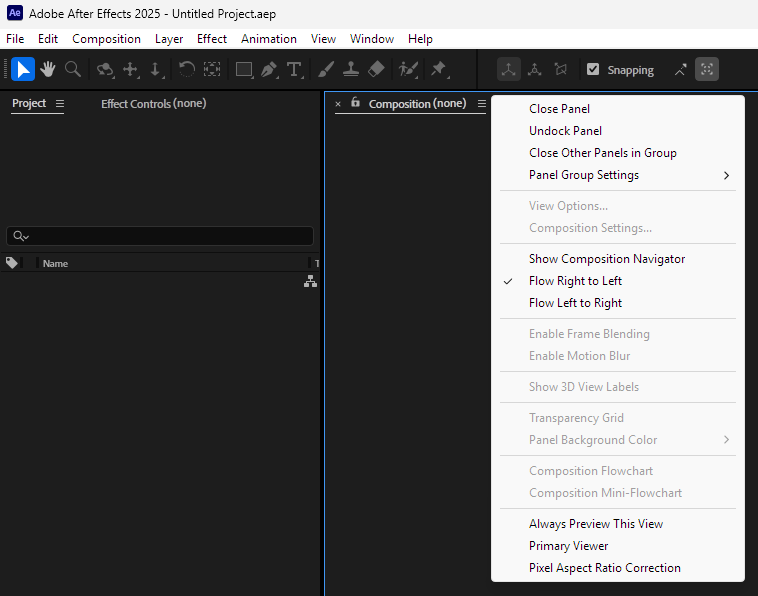 Ae Adobe After Effects 2025 - Untitled Project.aep
File Edit Composition Layer Effect Animation View Window Help
T Snapping
Project Effect Controls (none)
× Composition (none)
Name T
Close Panel
Undock Panel
Close Other Panels in Group
Panel Group Settings
View Options...
Composition Settings...
Show Composition Navigator
Flow Right to Left
Flow Left to Right
Enable Frame Blending
Enable Motion Blur
Show 3D View Labels
Transparency Grid
Panel Background Color
Composition Flowchart
Composition Mini-Flowchart
Always Preview This View
Primary Viewer
Pixel Aspect Ratio Correction